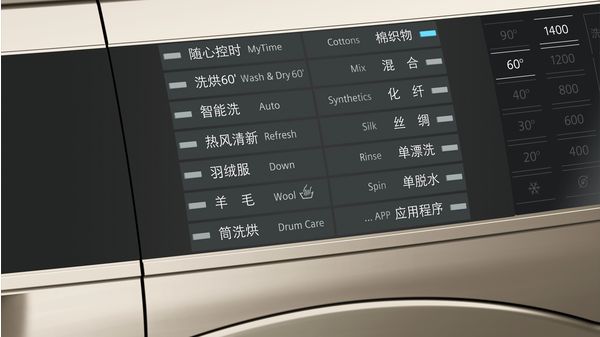 随心控时 MyTime
洗烘60' Wash & Dry 60'
智能洗 Auto
热风清新 Refresh
羽绒服 Down
羊 毛 Wool
筒洗烘 Drum Care
Cottons 棉织物
Mix 混 合
Synthetics 化 纤
Silk 丝 绸
Rinse 单漂洗
Spin 单脱水
... APP 应用程序
90° 1400
60° 1200
40° 800
30° 600
20° 400
洗